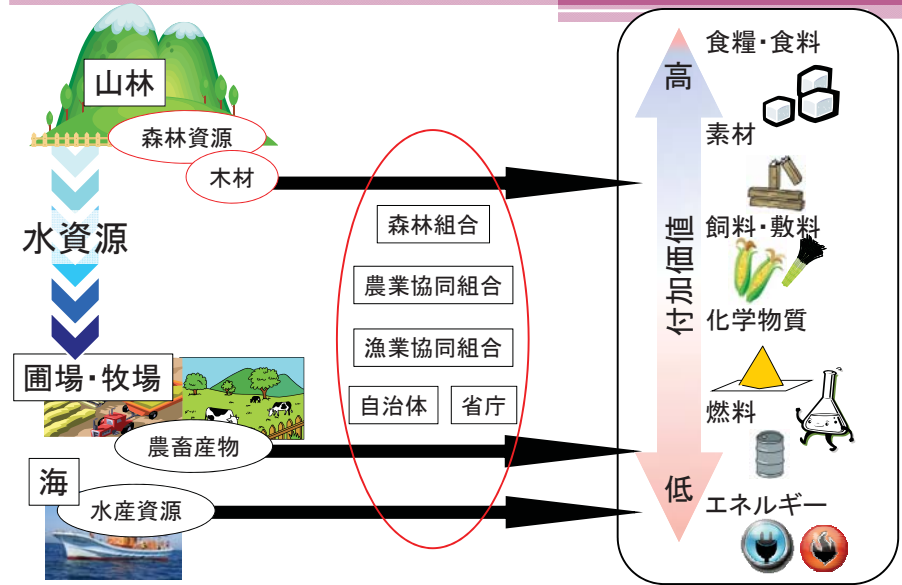 山林
森林資源
木材
水資源
圃場・牧場
農畜産物
海
水産資源
森林組合
農業協同組合
漁業協同組合
自治体
省庁
高
付加価値
低
食糧・食料
素材
飼料・敷料
化学物質
燃料
エネルギー